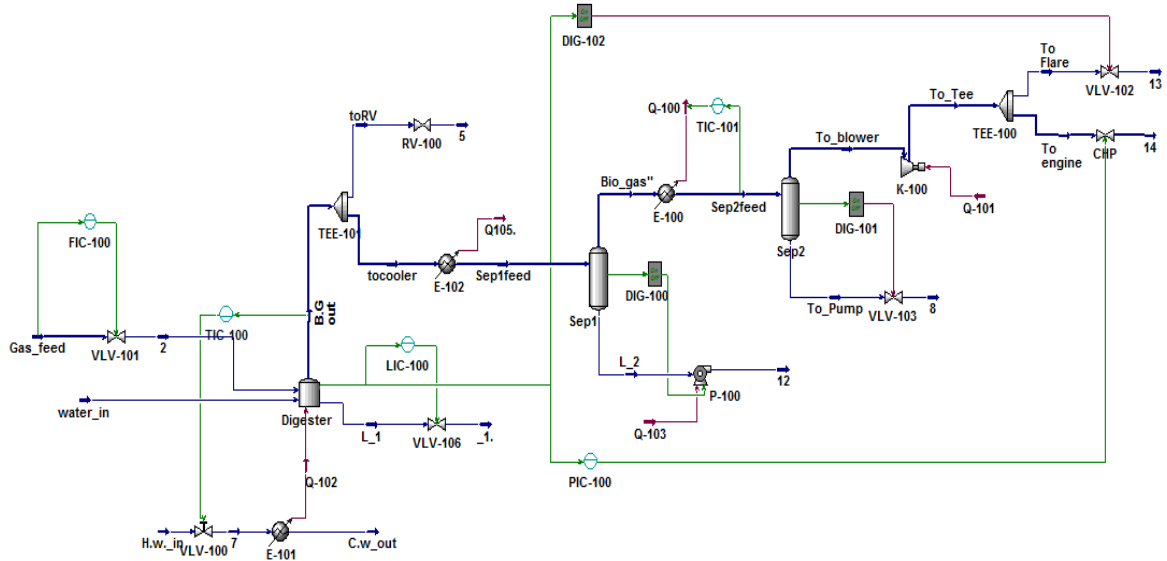 DIG-102
To
Flare
VLV-102
13
toRV
RV-100
5
Q-100
TIC-101
To_blower
To_Tee
TEE-100
To
engine
CHP
14
K-100
Q-101
FIC-100
TEE-101
Q105.
Bio_gas"
E-100
Sep2feed
DIG-101
Sep2
tocooler
E-102
Sep1feed
DIG-100
Sep1
To_Pump
VLV-103
8
B.G
out
TIC-100
Gas_feed
VLV-101
2
LIC-100
L_2
P-100
12
water_in
Digester
L_1
VLV-106
_1.
Q-103
Q-102
PIC-100
H.w._in
VLV-100
7
E-101
C.w_out